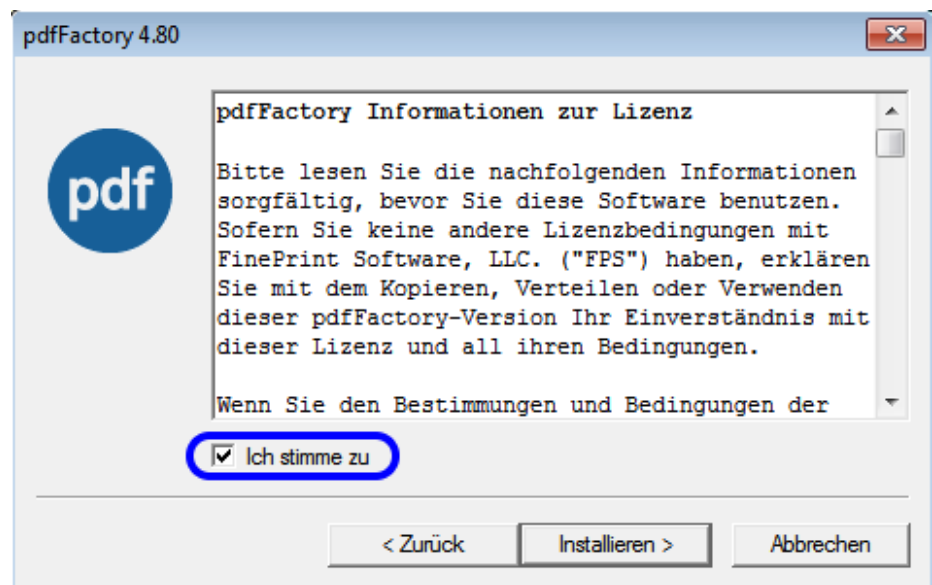 pdfFactory 4.80
pdfFactory Informationen zur Lizenz
Bitte lesen Sie die nachfolgenden Informationen
sorgfältig, bevor Sie diese Software benutzen.
Sofern Sie keine andere Lizenzbedingungen mit
FinePrint Software, LLC. ("FPS") haben, erklären
Sie mit dem Kopieren, Verteilen oder Verwenden
dieser pdfFactory-Version Ihr Einverständnis mit
dieser Lizenz und all ihren Bedingungen.
Wenn Sie den Bestimmungen und Bedingungen der
pdf
Ich stimme zu
< Zurück
Installieren >
Abbrechen